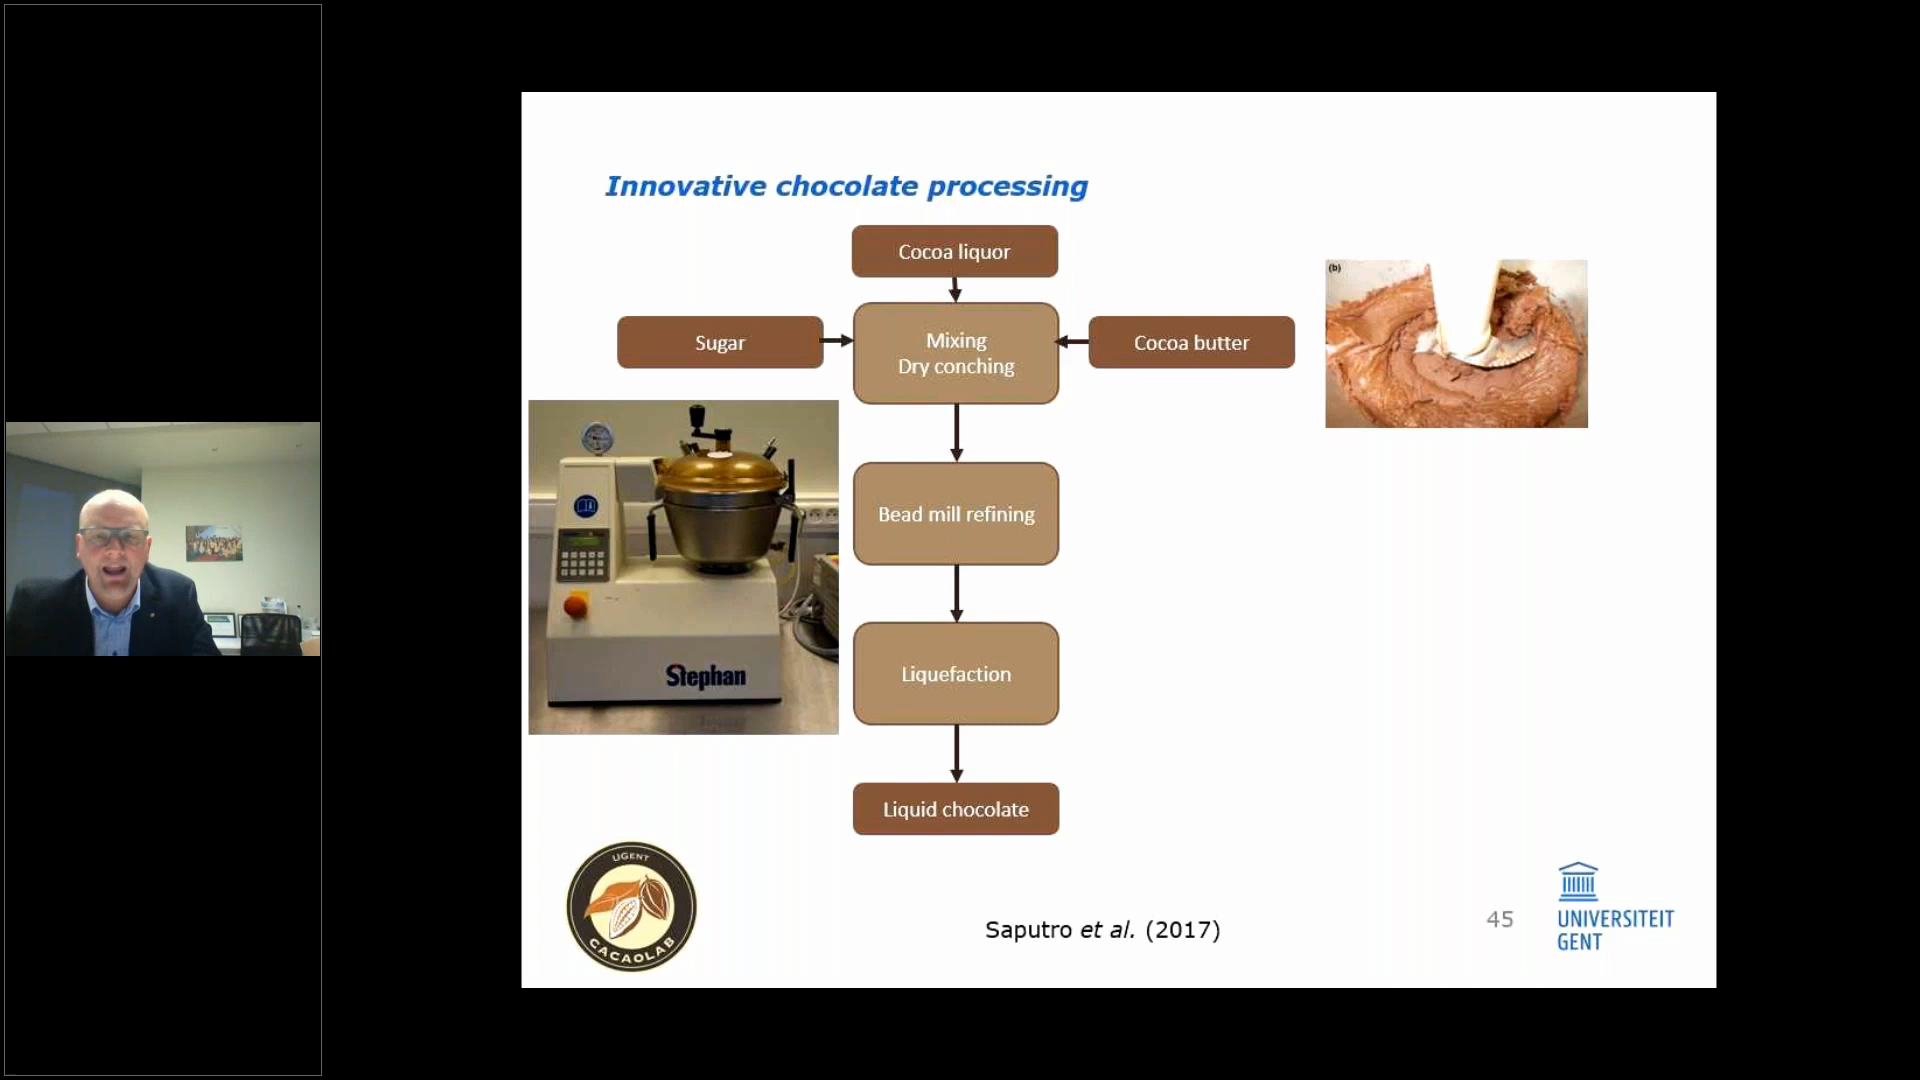 Innovative chocolate processing
Cocoa liquor
(b)
Sugar
Mixing
Dry conching
Cocoa butter
Bead mill refining
Stephan
Liquefaction
Liquid chocolate
UGENT
CACAOLAB
Saputro et al. (2017)
45
UNIVERSITEIT
GENT